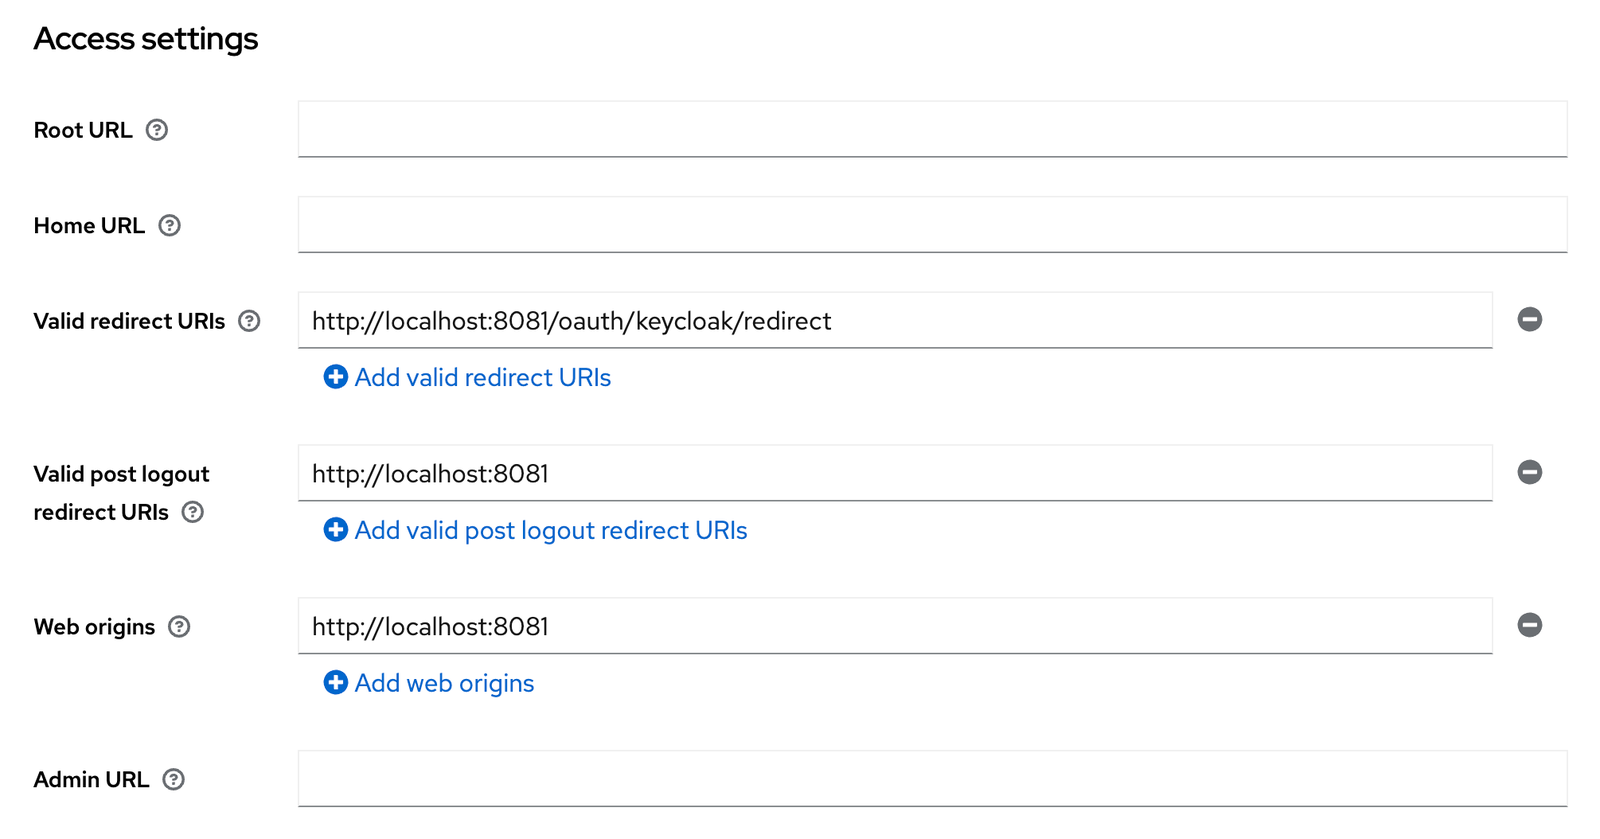 Access settings
Root URL
Home URL
Valid redirect URIs
http://localhost:8081/oauth/keycloak/redirect
Add valid redirect URIs
Valid post logout
redirect URIs
http://localhost:8081
Add valid post logout redirect URIs
Web origins
http://localhost:8081
Add web origins
Admin URL